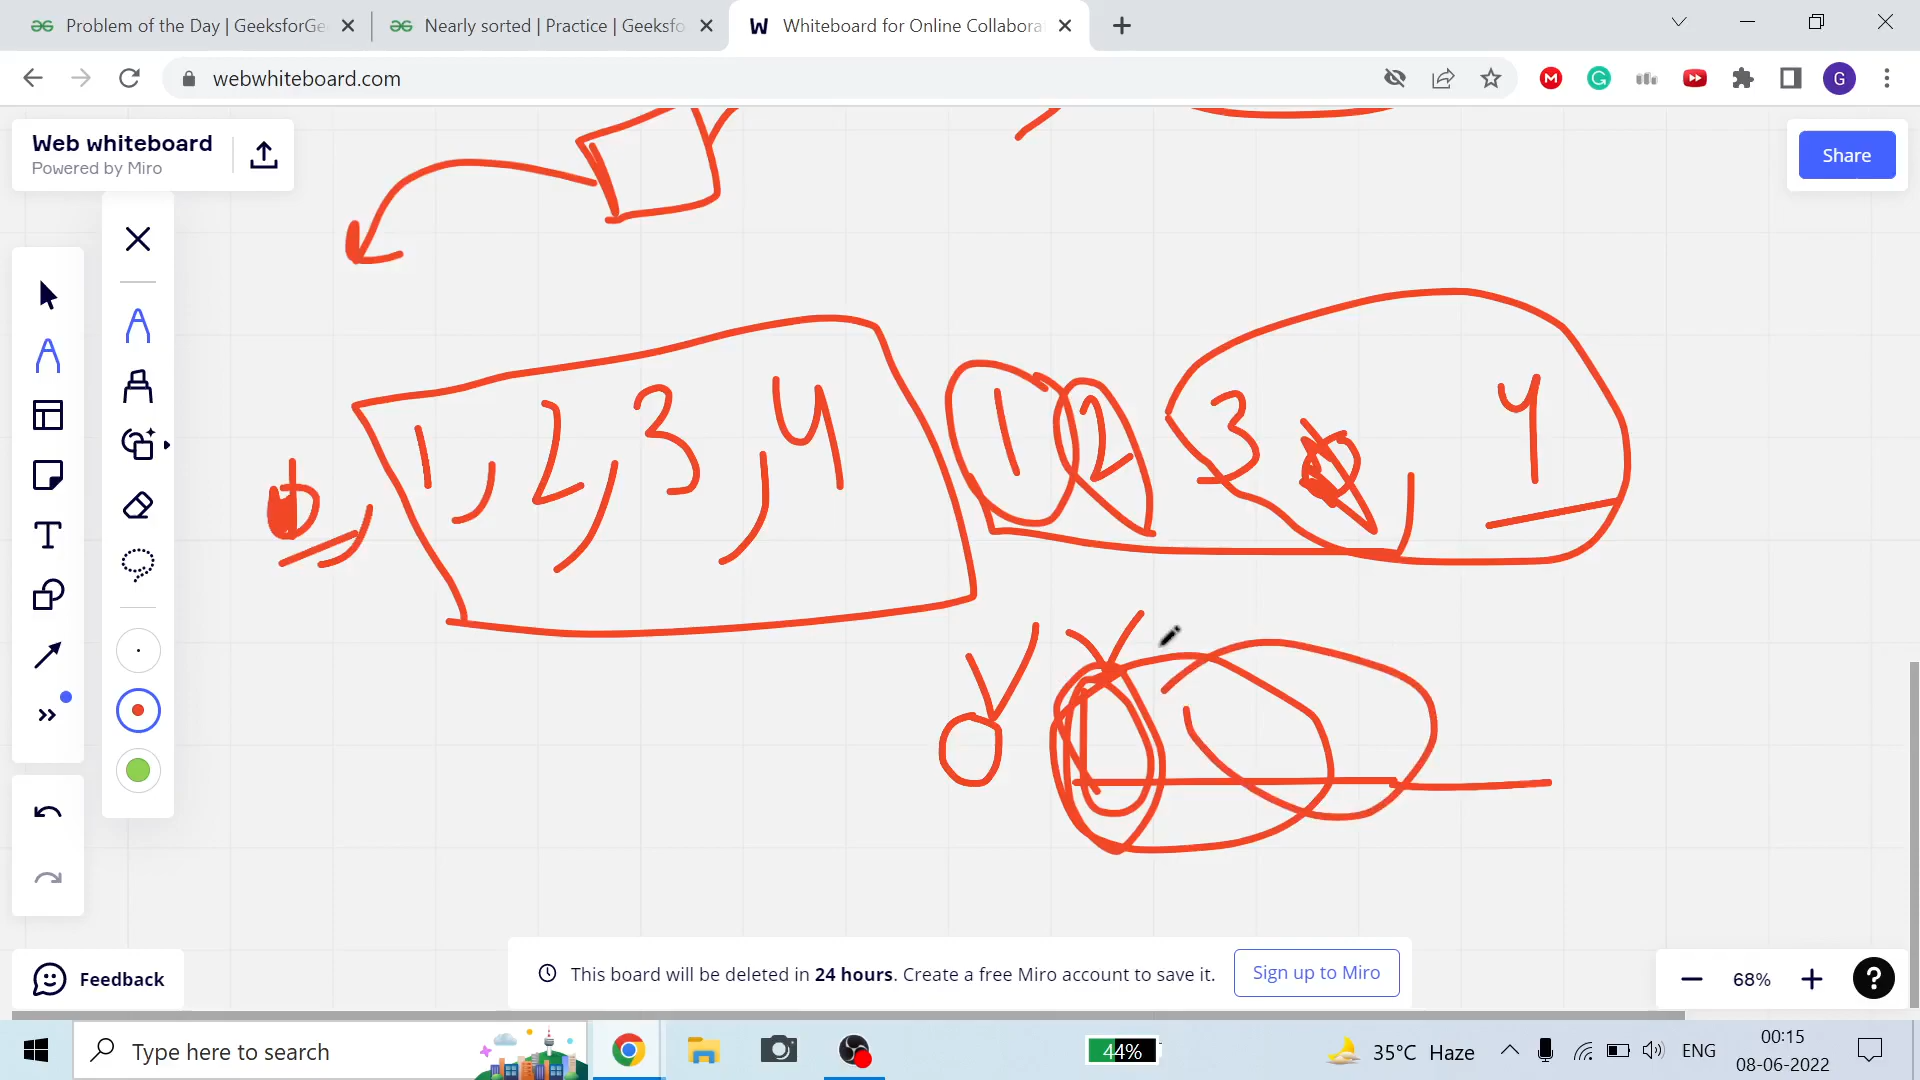 Problem of the Day | GeeksforGe
Nearly sorted | Practice | Geeksfo
W Whiteboard for Online Collabora
webwhiteboard.com
M G G
Web whiteboard
Powered by Miro
Share
1, 2, 3, 4
1 2 3 , 4
Feedback
This board will be deleted in 24 hours. Create a free Miro account to save it.
Sign up to Miro
68%
?
Type here to search
44%
35°C Haze
ENG
00:15
08-06-2022